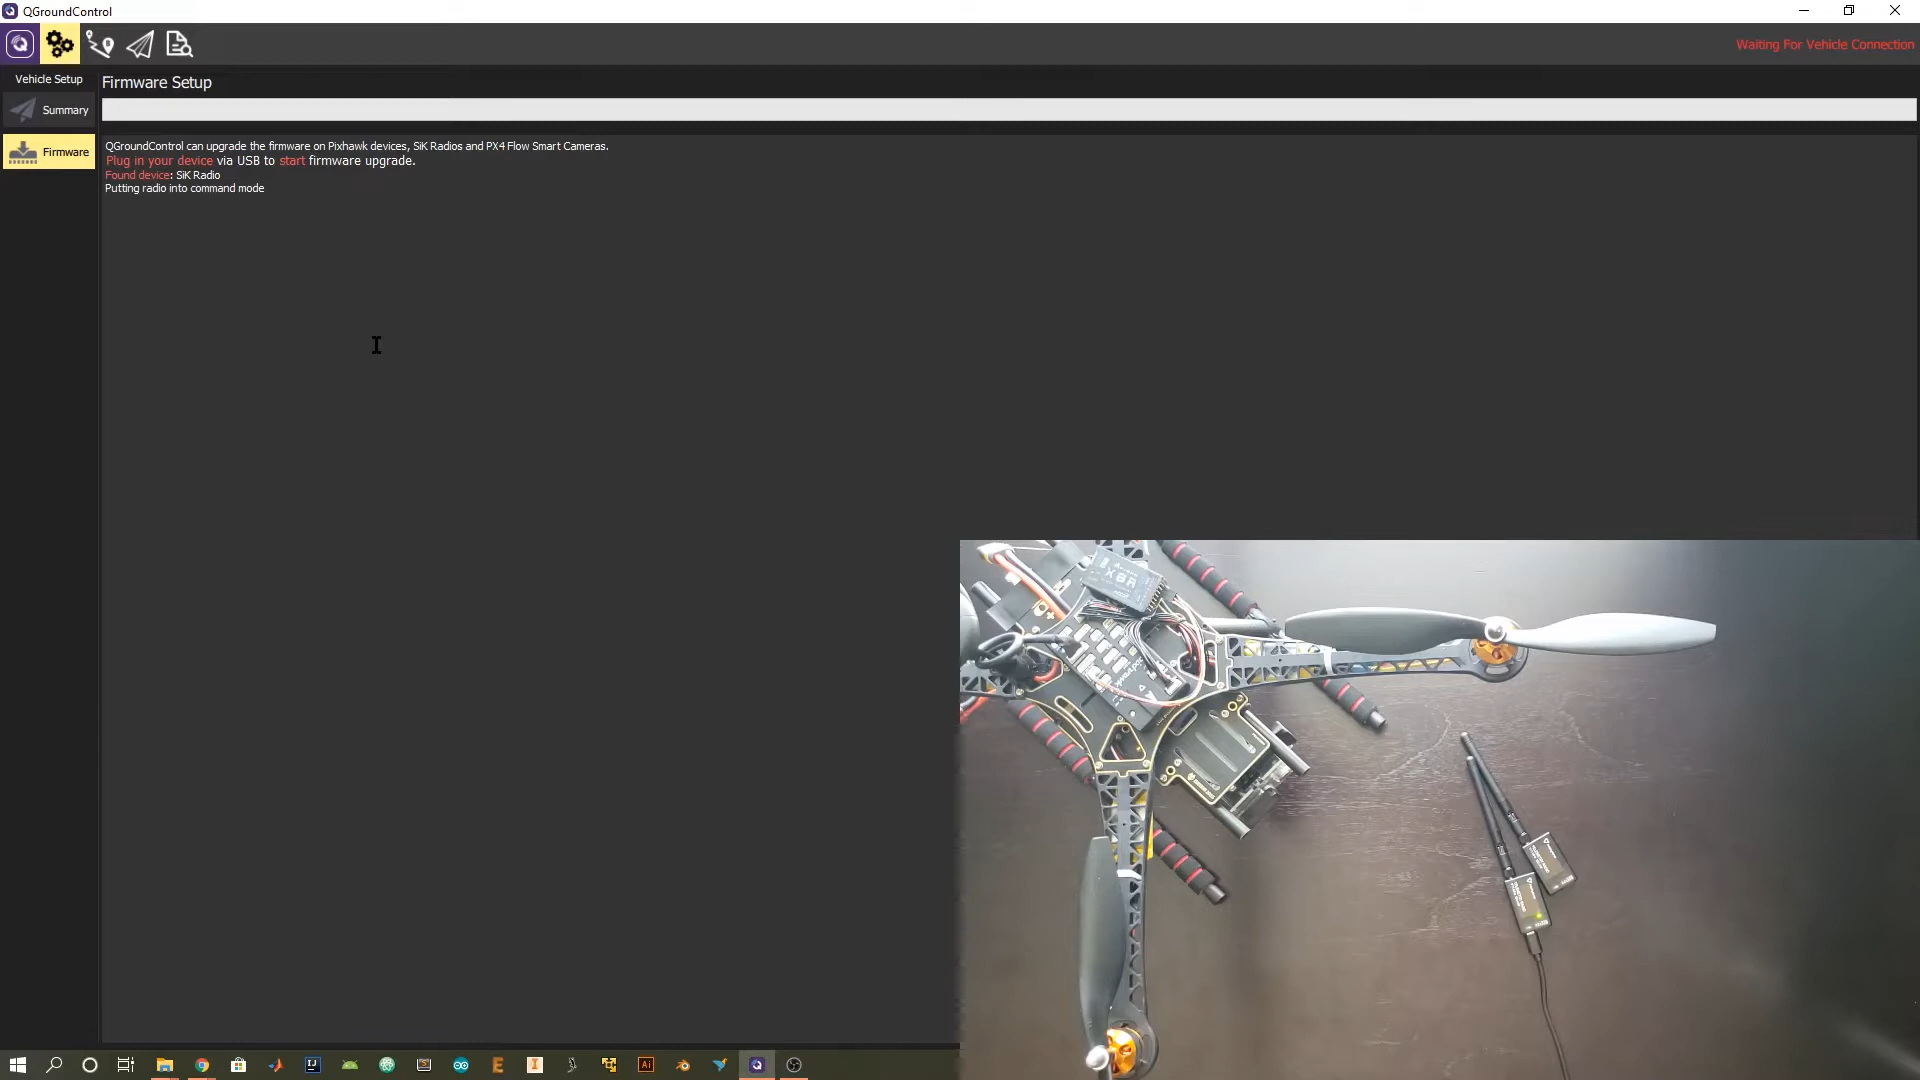 QGroundControl
Waiting For Vehicle Connection
Vehicle Setup
Firmware Setup
Summary
Firmware
QGroundControl can upgrade the firmware on Pixhawk devices, SiK Radios and PX4 Flow Smart Cameras.
Plug in your device via USB to start firmware upgrade.
Found device: SiK Radio
Putting radio into command mode
X8R
Ai